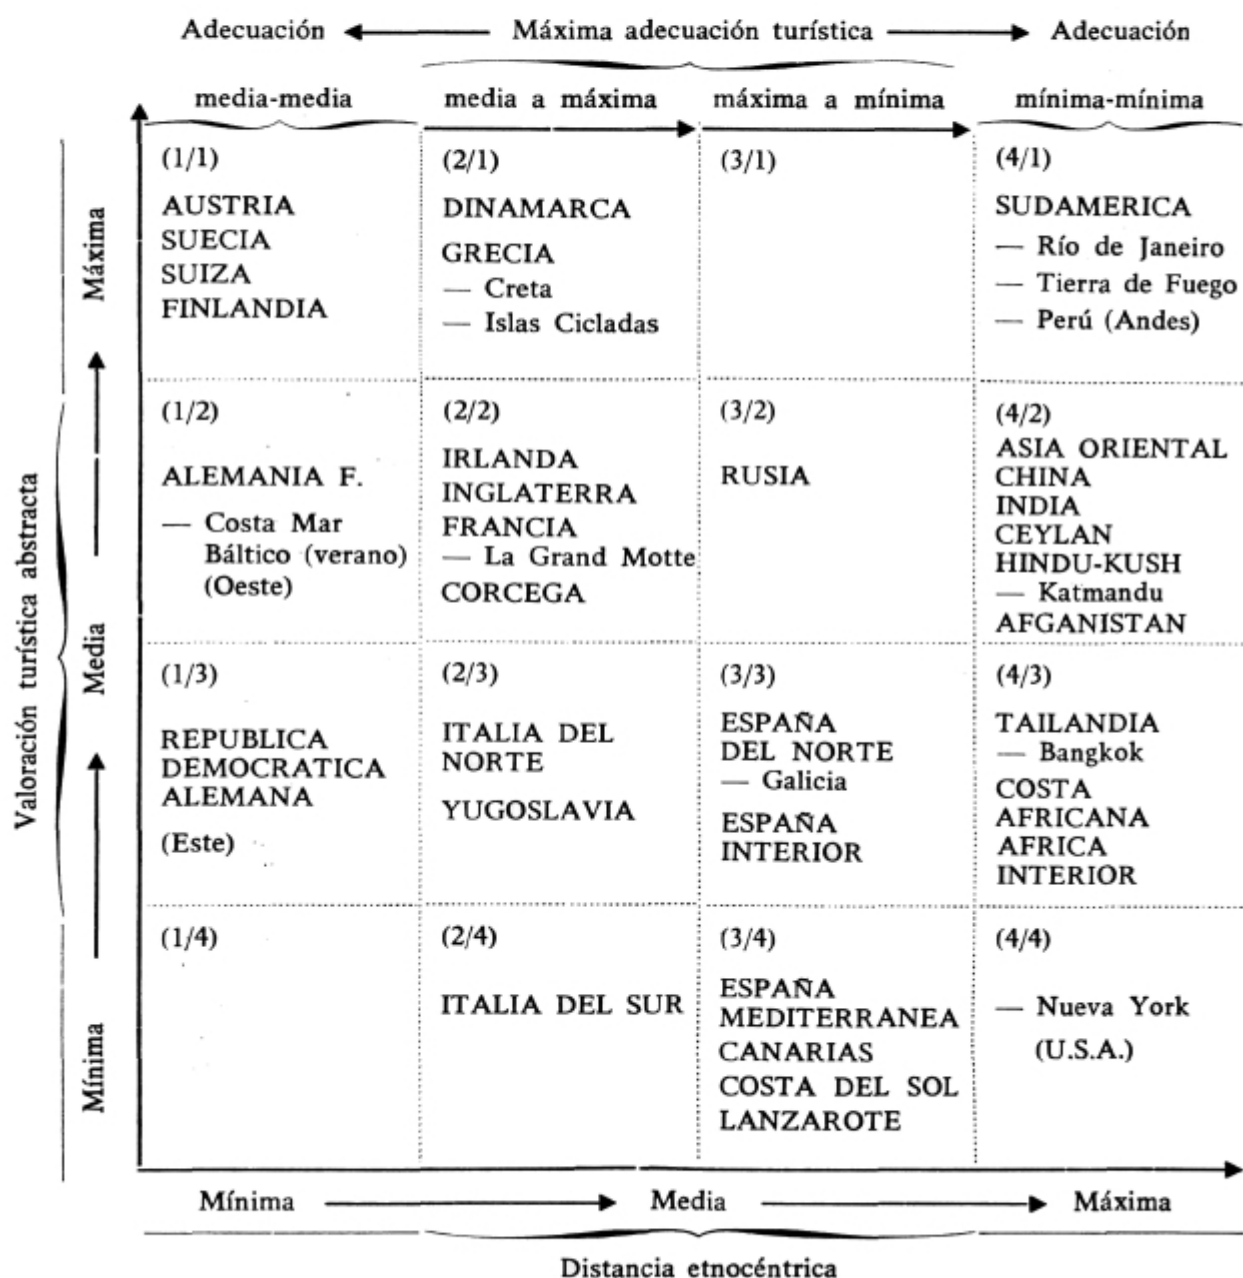 Adecuación Máxima adecuación turística Adecuación
media-media media a máxima máxima a mínima mínima-mínima
Valoración turística abstracta
Máxima
Media
Mínima
(1/1)
AUSTRIA
SUECIA
SUIZA
FINLANDIA
(2/1)
DINAMARCA
GRECIA
— Creta
— Islas Cicladas
(3/1)
(4/1)
SUDAMERICA
— Río de Janeiro
— Tierra de Fuego
— Perú (Andes)
(1/2)
ALEMANIA F.
— Costa Mar
Báltico (verano)
(Oeste)
(2/2)
IRLANDA
INGLATERRA
FRANCIA
— La Grand Motte
CORCEGA
(3/2)
RUSIA
(4/2)
ASIA ORIENTAL
CHINA
INDIA
CEYLAN
HINDU-KUSH
— Katmandu
AFGANISTAN
(1/3)
REPUBLICA
DEMOCRATICA
ALEMANA
(Este)
(2/3)
ITALIA DEL
NORTE
YUGOSLAVIA
(3/3)
ESPAÑA
DEL NORTE
— Galicia
ESPAÑA
INTERIOR
(4/3)
TAILANDIA
— Bangkok
COSTA
AFRICANA
AFRICA
INTERIOR
(1/4)
(2/4)
ITALIA DEL SUR
(3/4)
ESPAÑA
MEDITERRANEA
CANARIAS
COSTA DEL SOL
LANZAROTE
(4/4)
— Nueva York
(U.S.A.)
Mínima Media Máxima
Distancia etnocéntrica